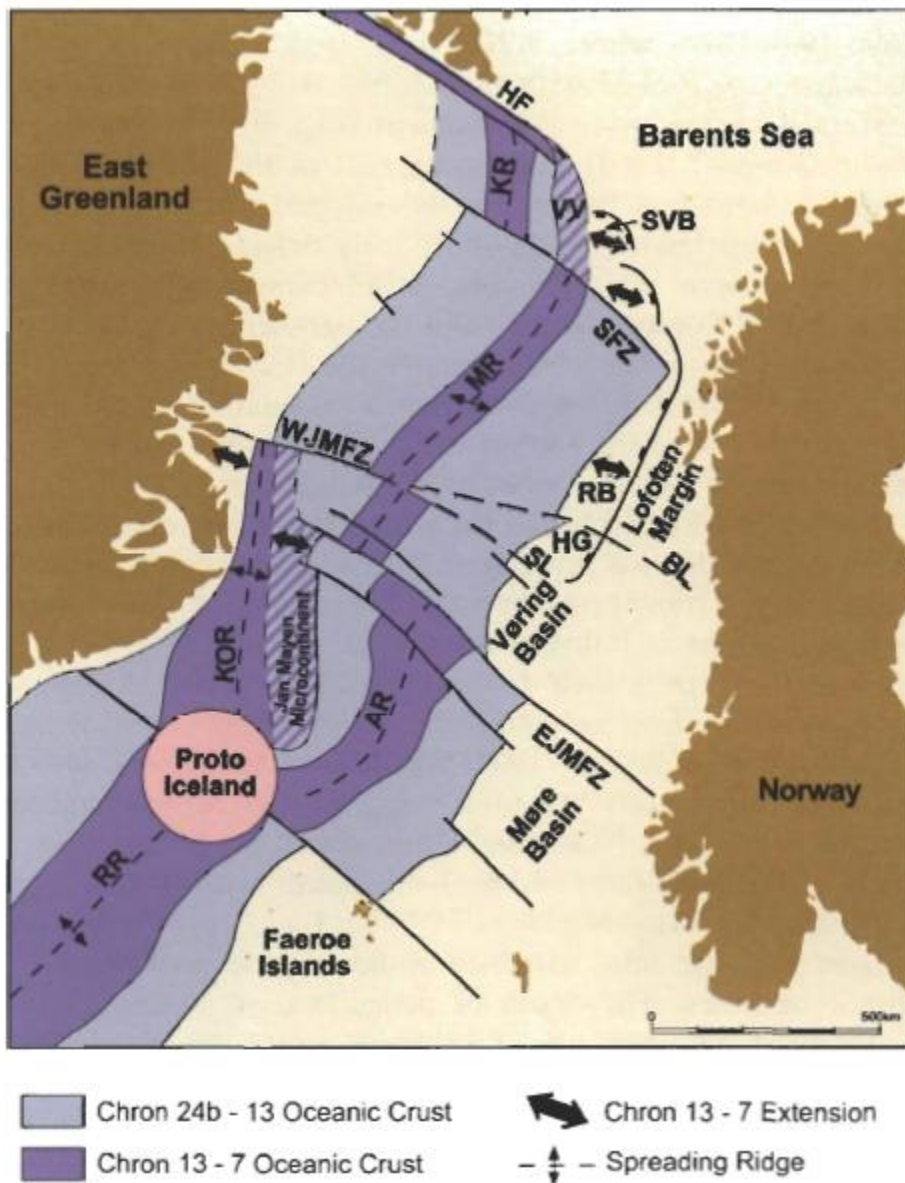 HF
Barents Sea
East
Greenland
KB
VY
SVB
SFZ
MR
WJMFZ
RB
Lofoten
Margin
HG
BL
SL
Vøring
Basin
KOR
Jan Mayen
Microcontinent
AR
EJMFZ
Proto
Iceland
Møre
Basin
Norway
RR
Faeroe
Islands
0
500km
Chron 24b - 13 Oceanic Crust
Chron 13 - 7 Extension
Chron 13 - 7 Oceanic Crust
Spreading Ridge